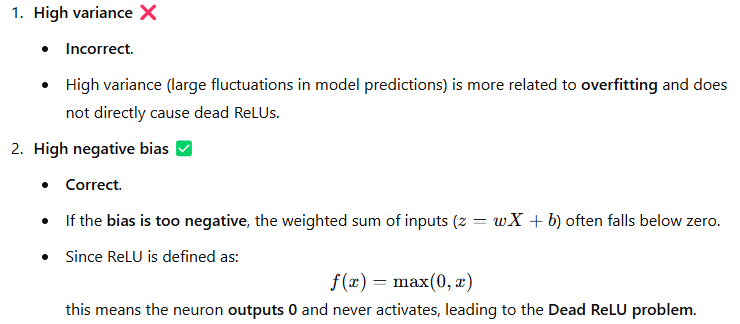 1. High variance ❌
• Incorrect.
• High variance (large fluctuations in model predictions) is more related to overfitting and does
not directly cause dead ReLUs.
2. High negative bias ✅
• Correct.
• If the bias is too negative, the weighted sum of inputs (z = wX + b) often falls below zero.
• Since ReLU is defined as:
f(x) = max(0, x)
this means the neuron outputs 0 and never activates, leading to the Dead ReLU problem.